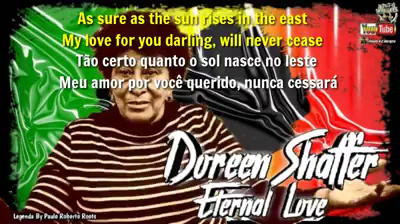 As sure as the sun rises in the east
My love for you darling, will never cease
Tão certo quanto o sol nasce no leste
Meu amor por você querido, nunca cessará
Doreen Shaffer
Eternal Love
Legenda By Paulo Roberto Roots
YouTube